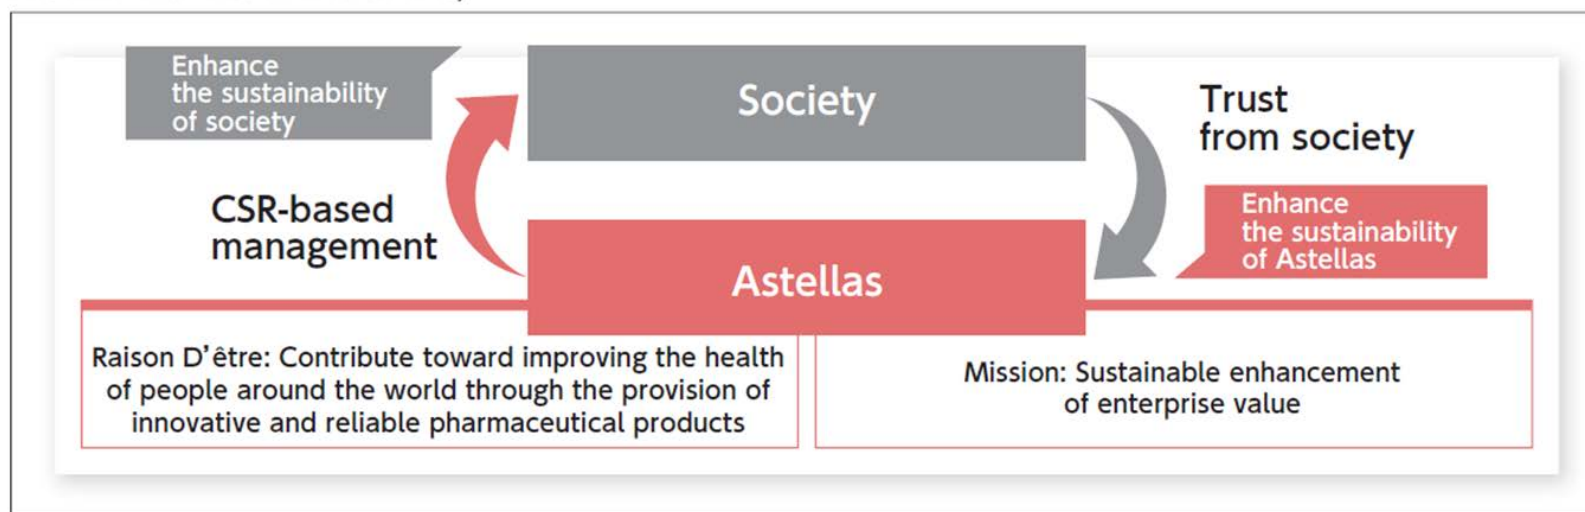 Enhance
the sustainability
of society
Society
Trust
from society
CSR-based
management
Enhance
the sustainability
of Astellas
Astellas
Raison D'être: Contribute toward improving the health
of people around the world through the provision of
innovative and reliable pharmaceutical products
Mission: Sustainable enhancement
of enterprise value